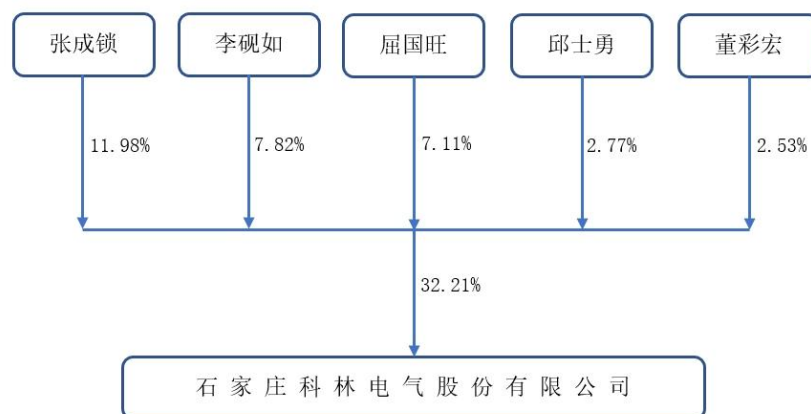 张成锁 李砚如 屈国旺 邱士勇 董彩宏
11.98% 7.82% 7.11% 2.77% 2.53%
32.21%
石家庄科林电气股份有限公司